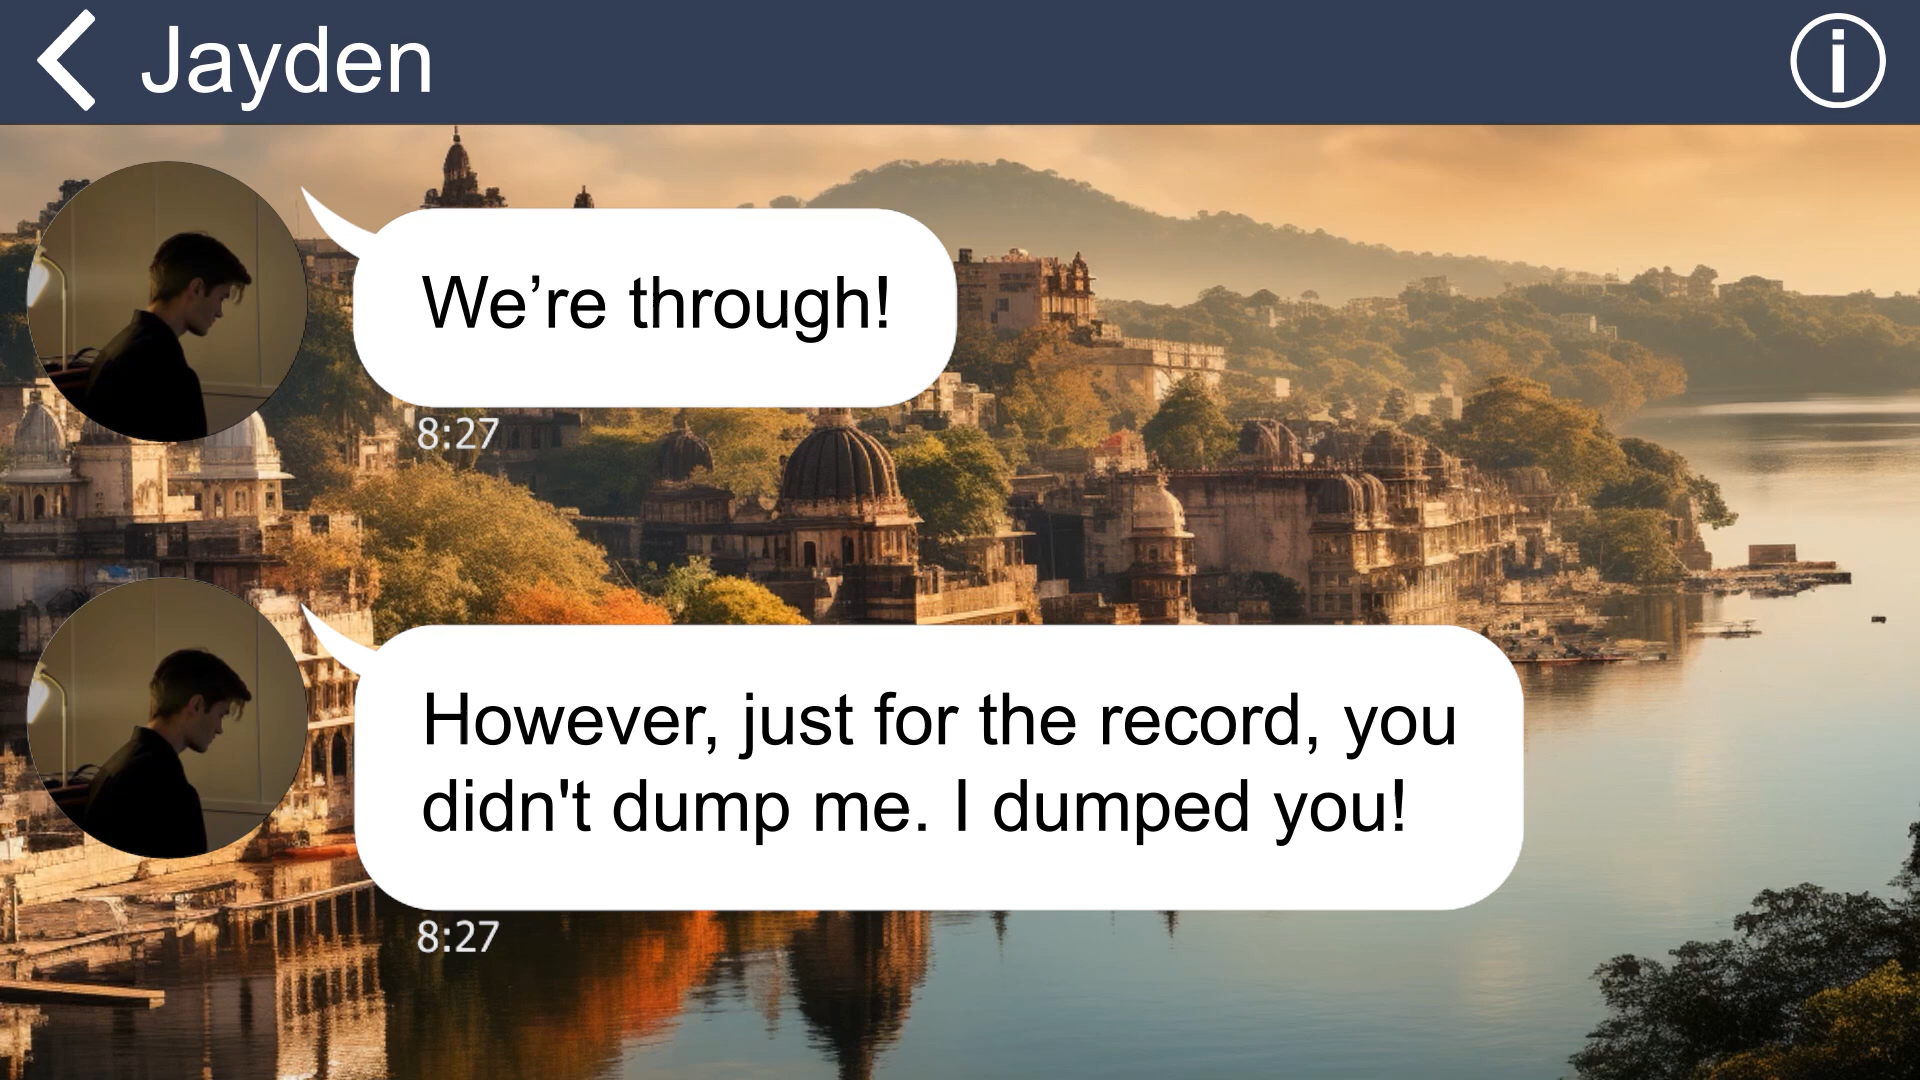 Jayden
We’re through!
8:27
However, just for the record, you
didn't dump me. I dumped you!
8:27